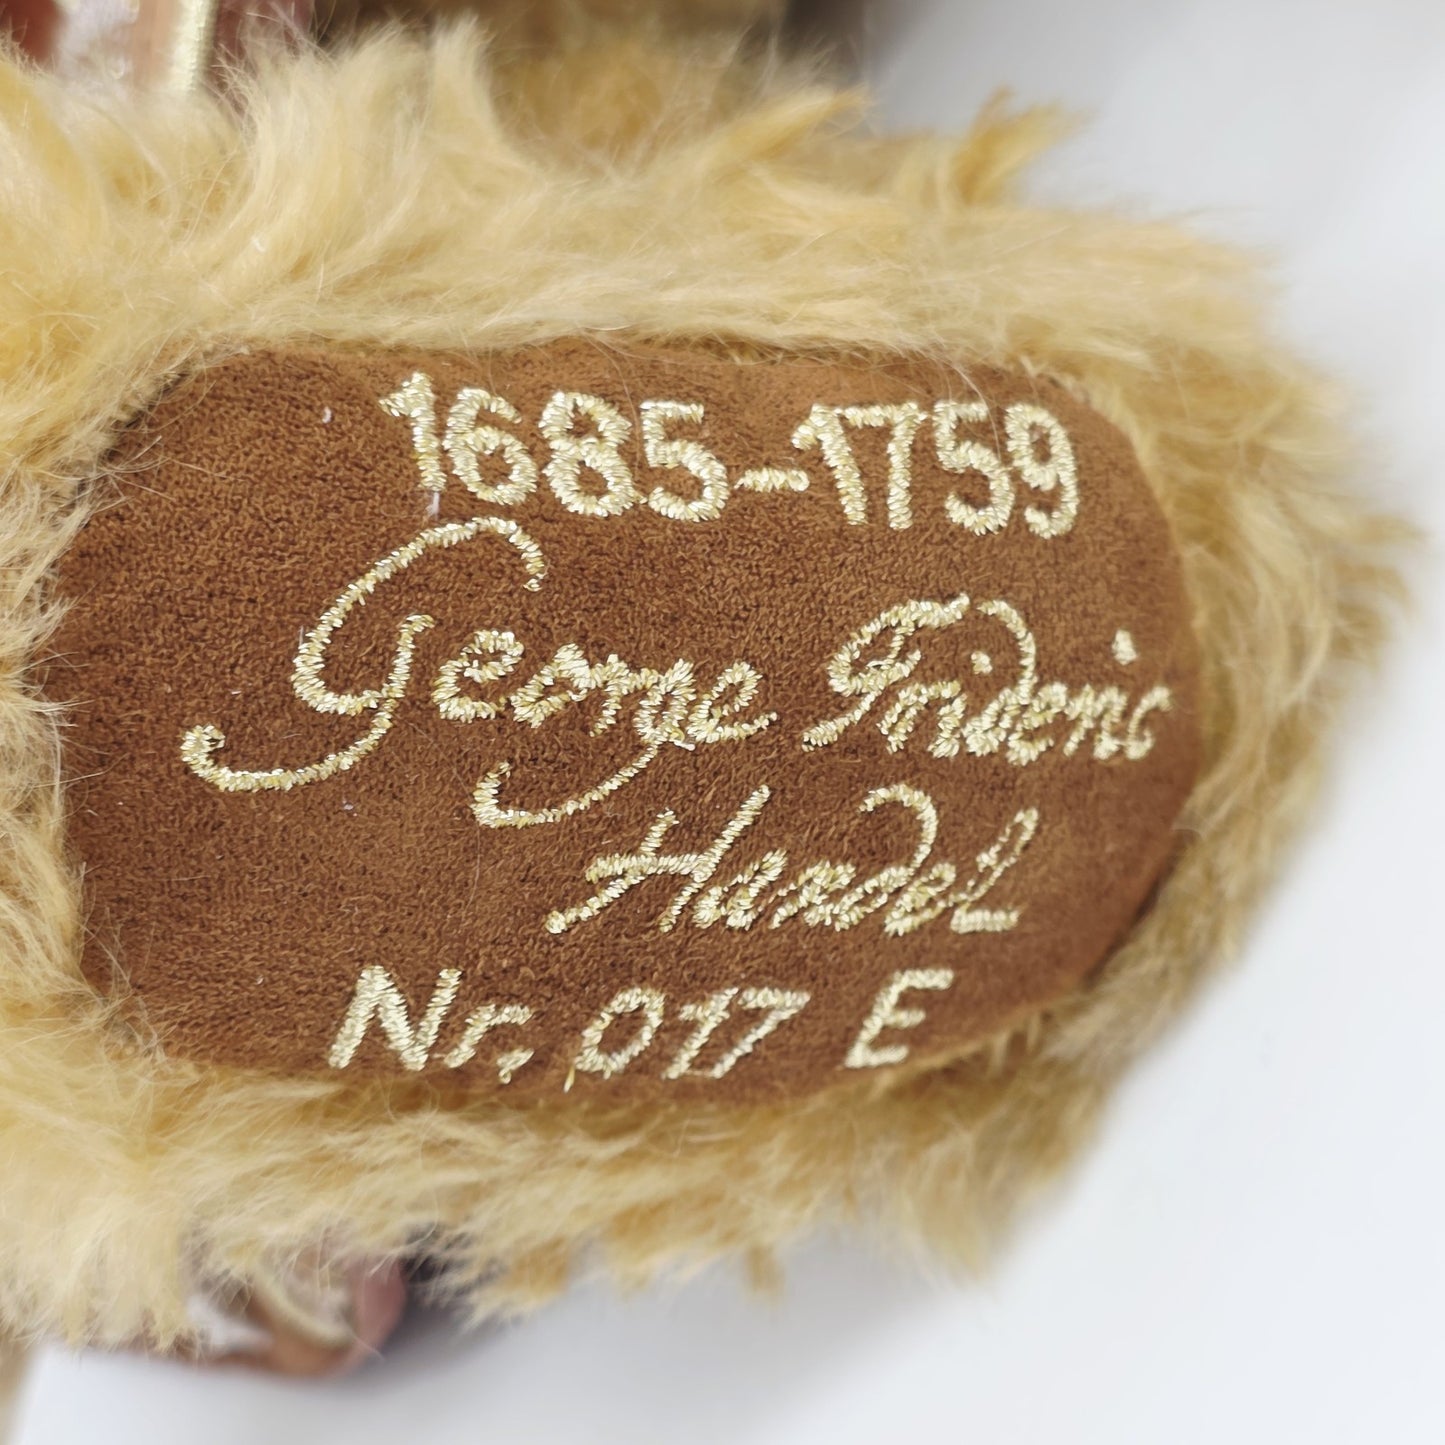 1685-1759
George Frideric
Handel
Nr. 017 E